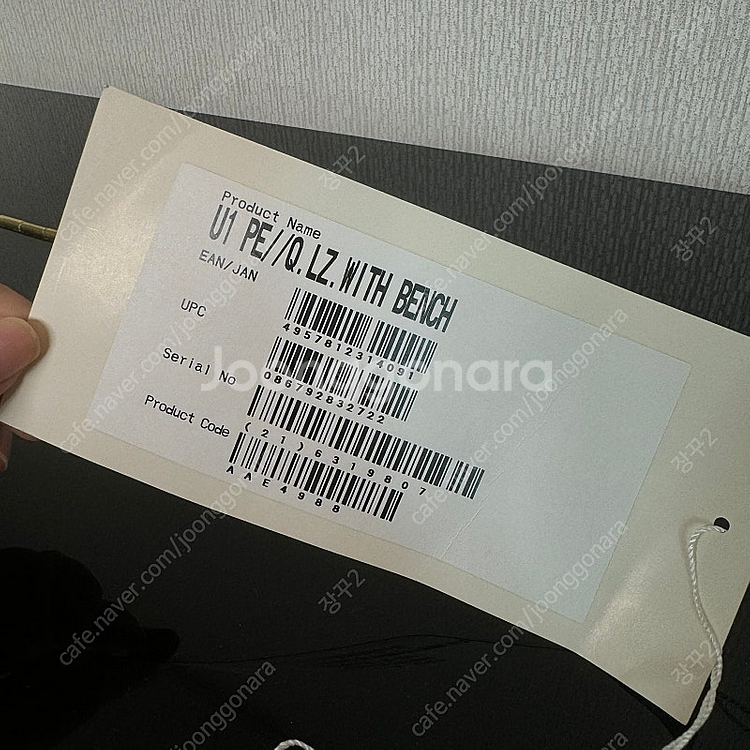 Product Name
U1 PE//Q.LZ.WITH BENCH
EAN/JAN
4957812314091
UPC
086792832722
Serial No
(21)6319807
Product Code
AAE4988
Joonggonara
cafe.naver.com/joonggonara
장꾸2